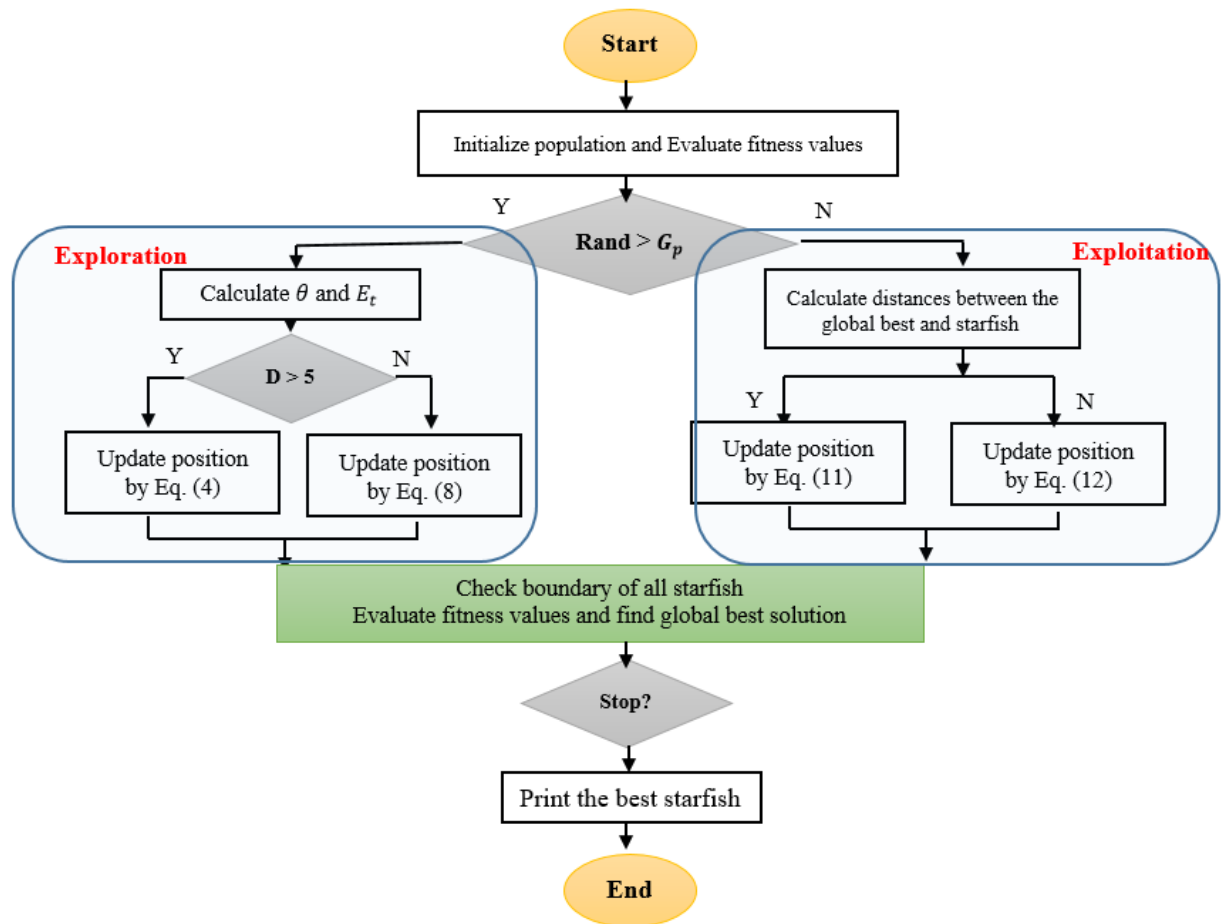 Start
Initialize population and Evaluate fitness values
Y
N
Rand > Gₚ
Exploration
Exploitation
Calculate θ and Eₜ
Calculate distances between the
global best and starfish
Y
N
D > 5
Y
N
Update position
by Eq. (4)
Update position
by Eq. (8)
Update position
by Eq. (11)
Update position
by Eq. (12)
Check boundary of all starfish
Evaluate fitness values and find global best solution
Stop?
Print the best starfish
End